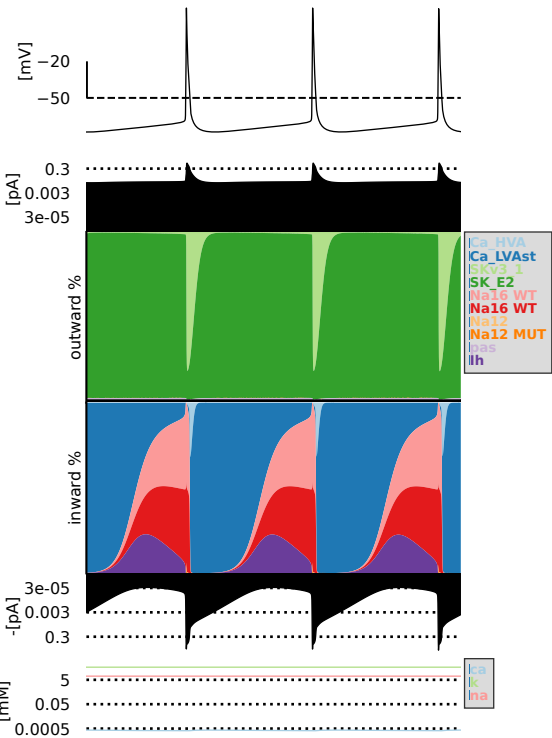 [mV]
−20
−50
[pA]
0.3
0.003
3e-05
outward %
Ca_HVA
Ca_LVAst
SKv3_1
SK_E2
Na16 WT
Na16 WT
Na12
Na12 MUT
pas
Ih
inward %
-[pA]
3e-05
0.003
0.3
[mM]
5
0.05
0.0005
ca
k
na